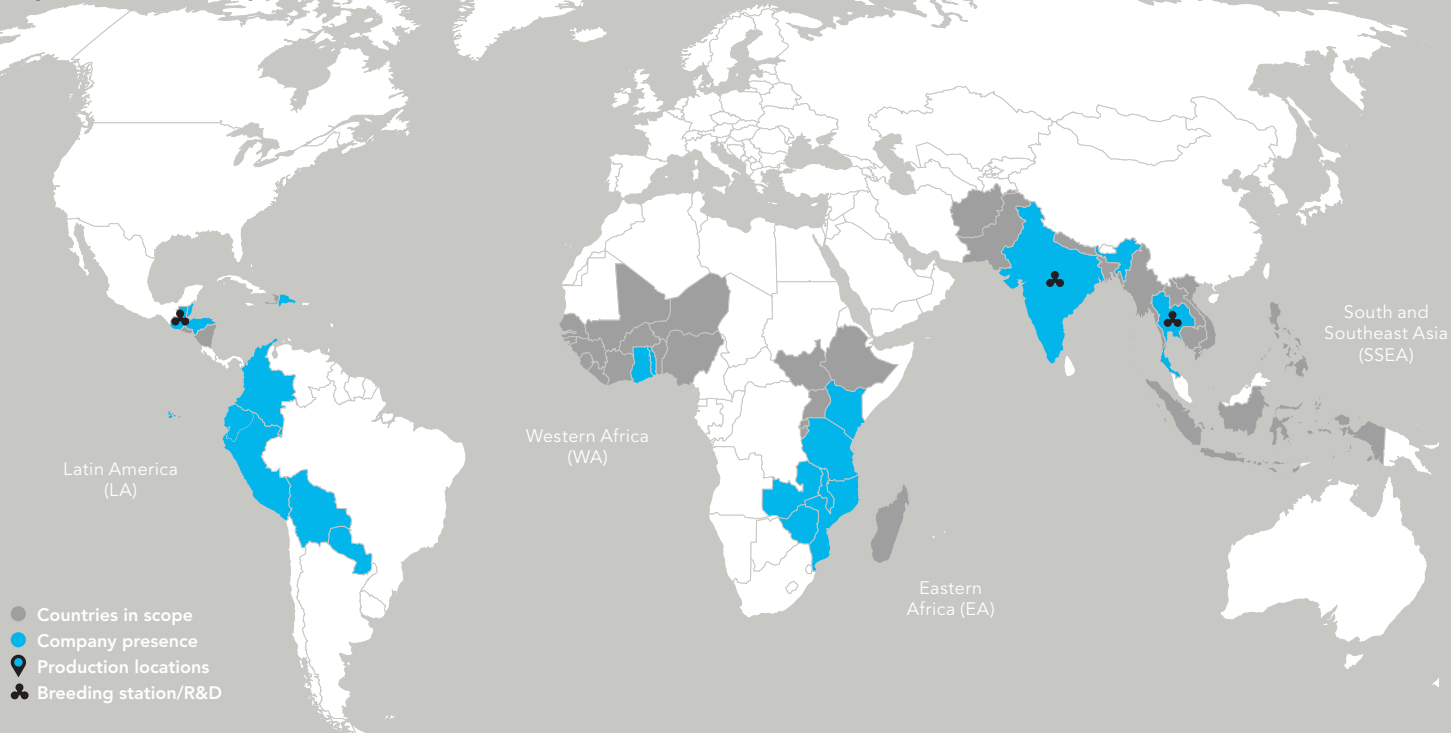 South and
Southeast Asia
(SSEA)
Western Africa
(WA)
Latin America
(LA)
Eastern
Africa (EA)
Countries in scope
Company presence
Production locations
Breeding station/R&D